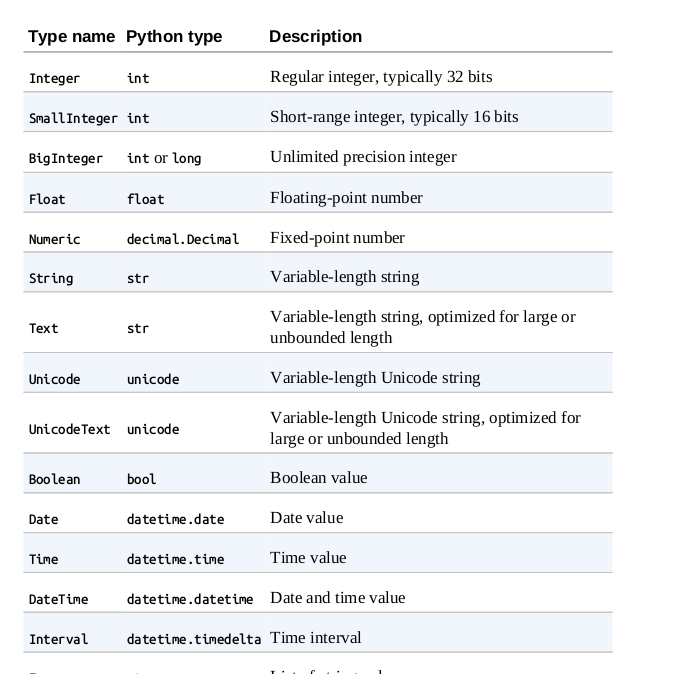 Type name Python type Description
Integer int Regular integer, typically 32 bits
SmallInteger int Short-range integer, typically 16 bits
BigInteger int or long Unlimited precision integer
Float float Floating-point number
Numeric decimal.Decimal Fixed-point number
String str Variable-length string
Text str Variable-length string, optimized for large or
unbounded length
Unicode unicode Variable-length Unicode string
UnicodeText unicode Variable-length Unicode string, optimized for
large or unbounded length
Boolean bool Boolean value
Date datetime.date Date value
Time datetime.time Time value
DateTime datetime.datetime Date and time value
Interval datetime.timedelta Time interval